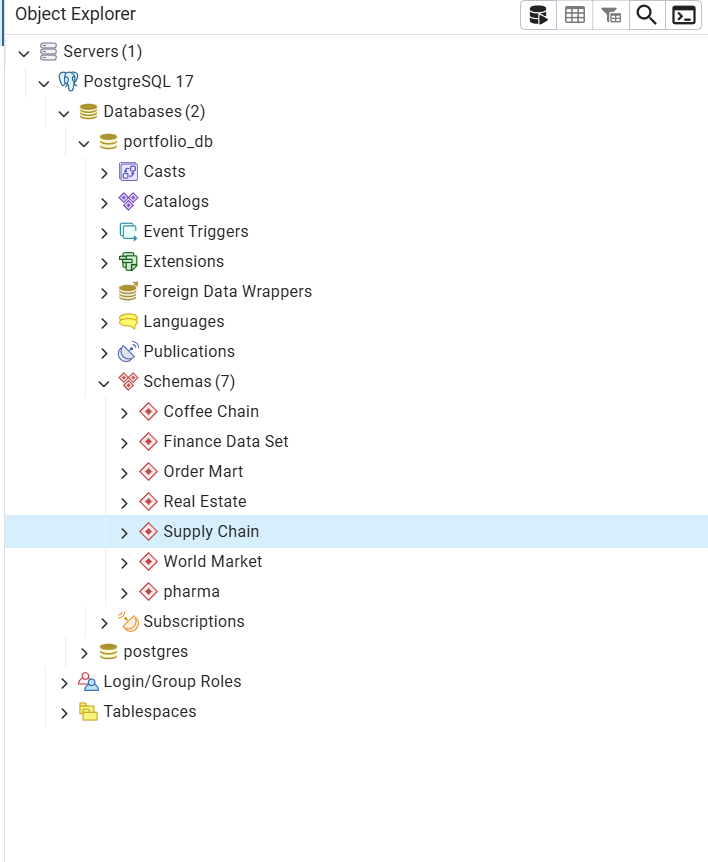 Object Explorer
Servers (1)
PostgreSQL 17
Databases (2)
portfolio_db
Casts
Catalogs
Event Triggers
Extensions
Foreign Data Wrappers
Languages
Publications
Schemas (7)
Coffee Chain
Finance Data Set
Order Mart
Real Estate
Supply Chain
World Market
pharma
Subscriptions
postgres
Login/Group Roles
Tablespaces